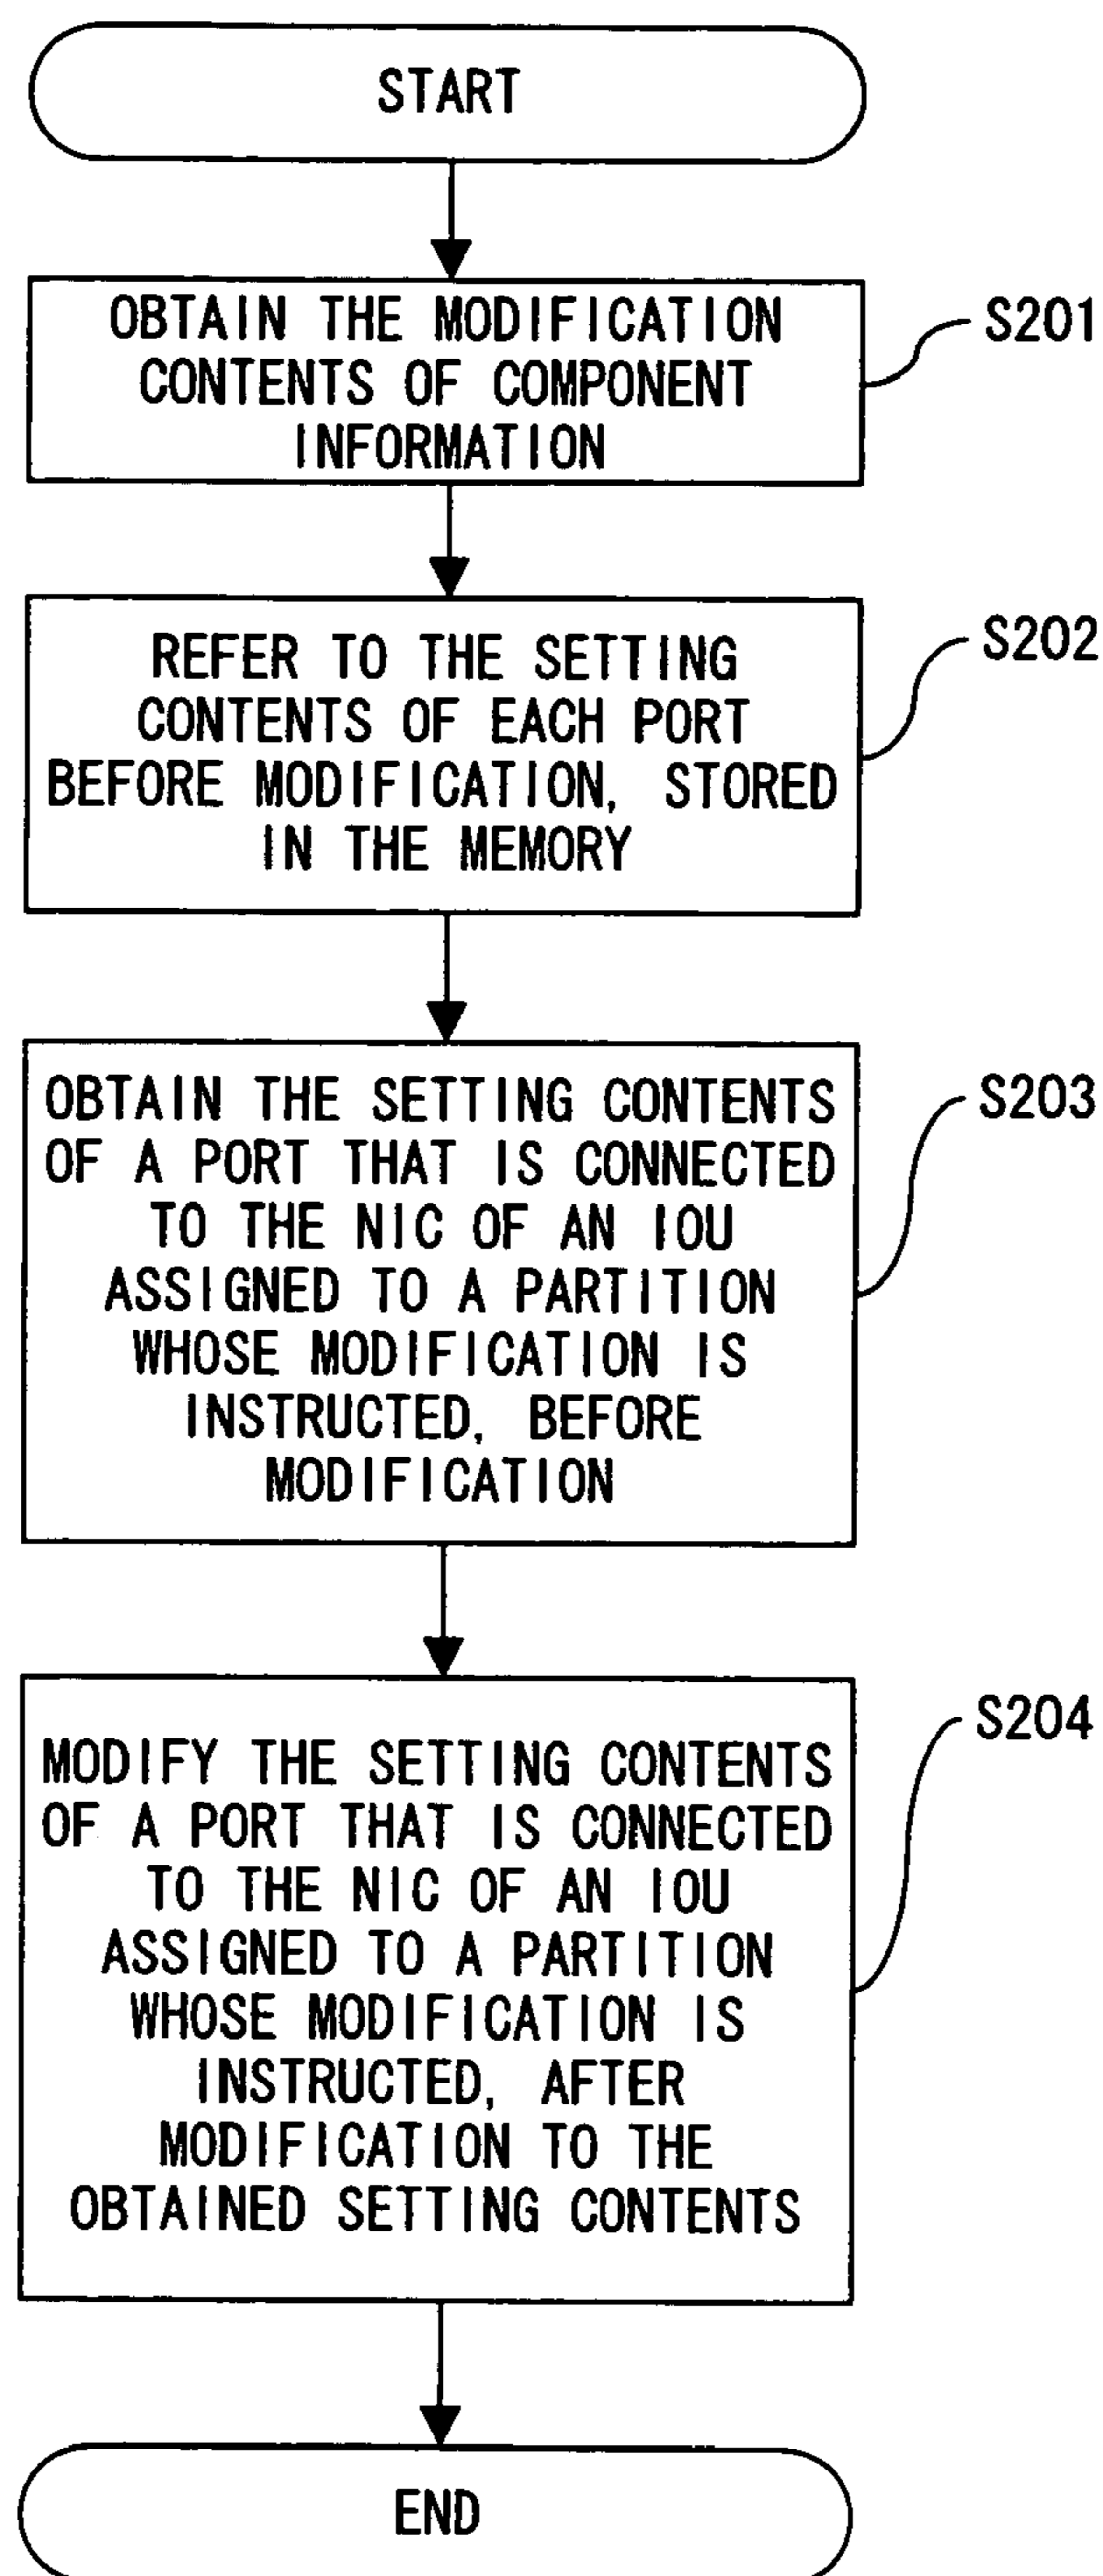 START
OBTAIN THE MODIFICATION
CONTENTS OF COMPONENT
INFORMATION
S201
REFER TO THE SETTING
CONTENTS OF EACH PORT
BEFORE MODIFICATION, STORED
IN THE MEMORY
S202
OBTAIN THE SETTING CONTENTS
OF A PORT THAT IS CONNECTED
TO THE NIC OF AN IOU
ASSIGNED TO A PARTITION
WHOSE MODIFICATION IS
INSTRUCTED, BEFORE
MODIFICATION
S203
MODIFY THE SETTING CONTENTS
OF A PORT THAT IS CONNECTED
TO THE NIC OF AN IOU
ASSIGNED TO A PARTITION
WHOSE MODIFICATION IS
INSTRUCTED, AFTER
MODIFICATION TO THE
OBTAINED SETTING CONTENTS
S204
END